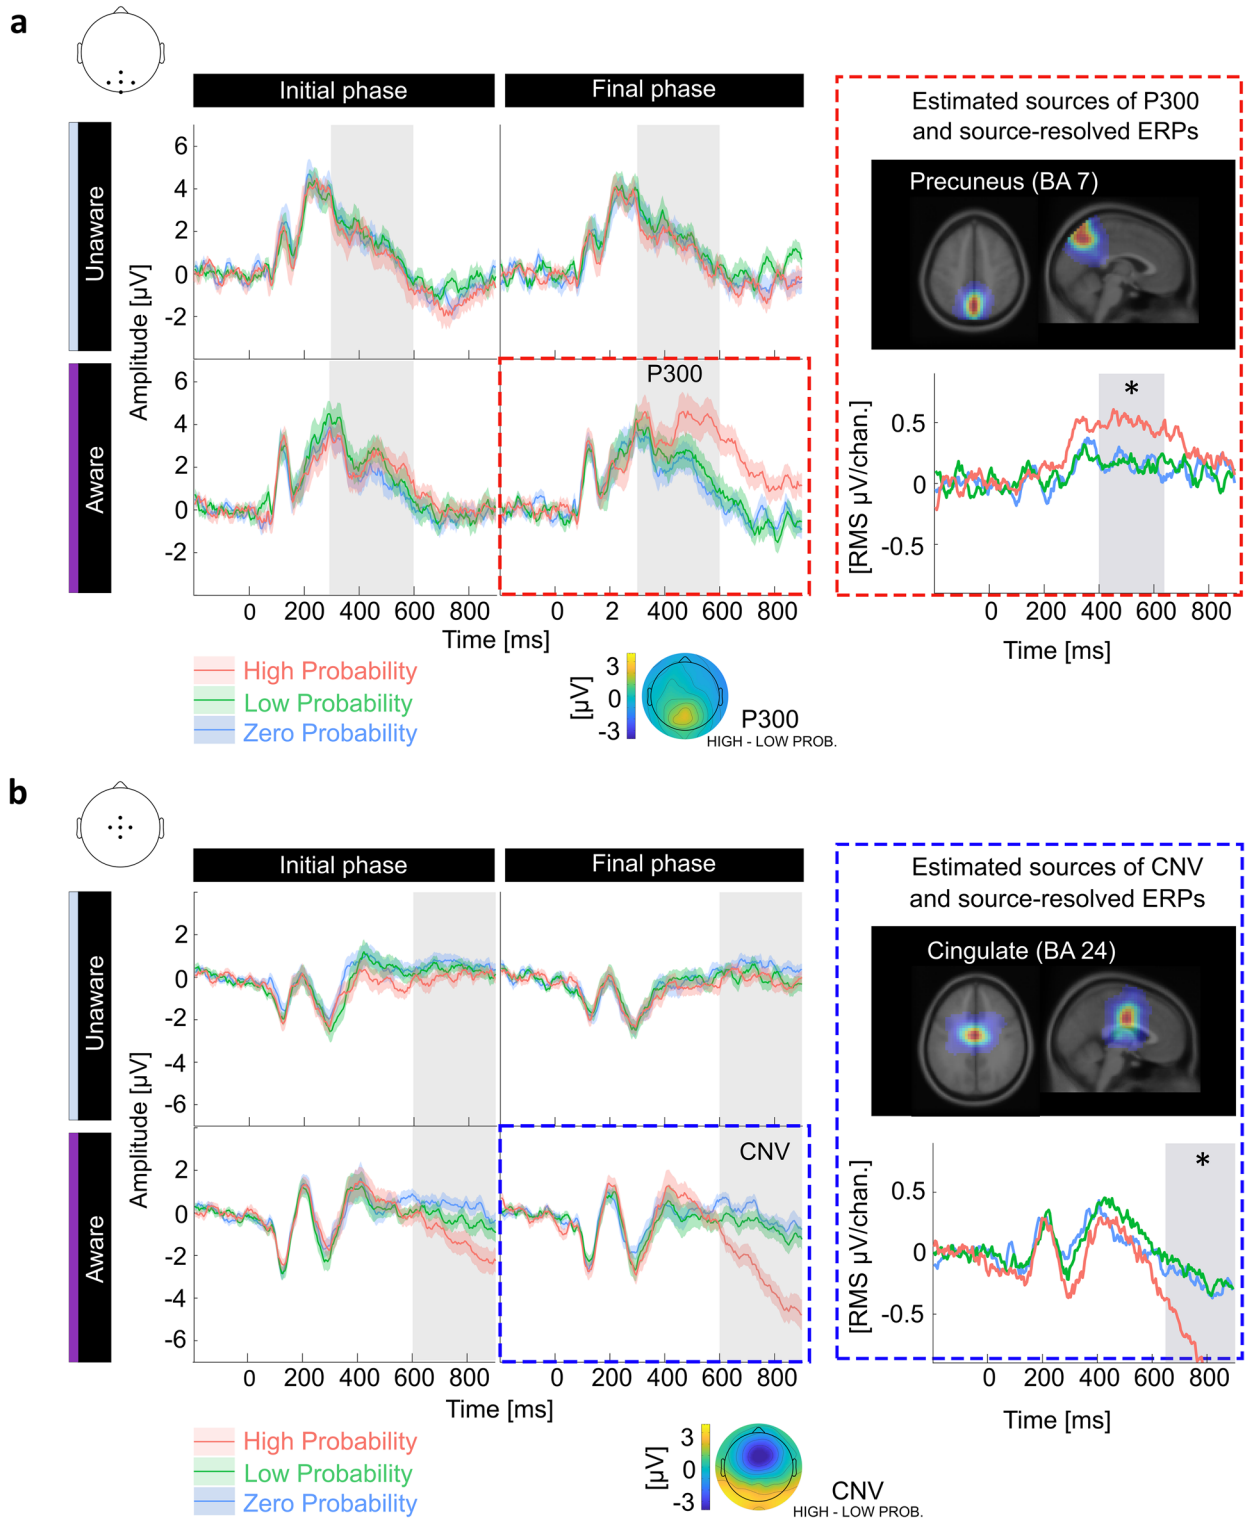 a
Initial phase
Final phase
Estimated sources of P300
and source-resolved ERPs
Precuneus (BA 7)
Unaware
Aware
Amplitude [µV]
6
4
2
0
-2
6
4
2
0
-2
P300
*
[RMS µV/chan.]
0.5
0
-0.5
0 200 400 600 800
0 2 400 600 800
0 200 400 600 800
Time [ms]
Time [ms]
High Probability
Low Probability
Zero Probability
[µV]
3
0
-3
P300
HIGH - LOW PROB.
b
Initial phase
Final phase
Estimated sources of CNV
and source-resolved ERPs
Cingulate (BA 24)
Unaware
Aware
Amplitude [µV]
2
0
-2
-4
-6
2
0
-2
-4
-6
CNV
*
[RMS µV/chan.]
0.5
0
-0.5
0 200 400 600 800
0 200 400 600 800
0 200 400 600 800
Time [ms]
Time [ms]
High Probability
Low Probability
Zero Probability
[µV]
3
0
-3
CNV
HIGH - LOW PROB.